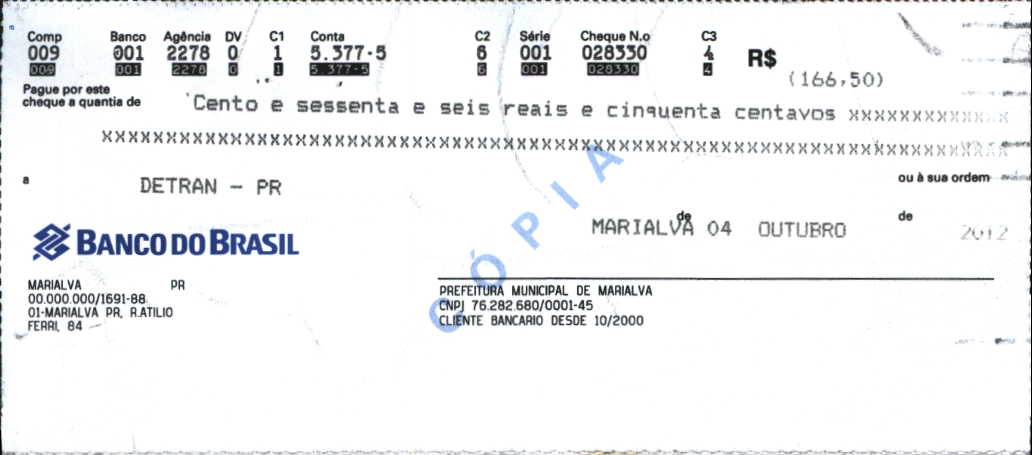 Comp Banco Agência DV C1 Conta C2 Série Cheque N.o C3
009 001 2278 0 1 5.377-5 6 001 028330 4 R$
009 001 2278 0 1 5.377-5 6 001 028330 4
(166,50)
Pague por este
cheque a quantia de Cento e sessenta e seis reais e cinquenta centavos XXXXXXXXXXXXX
XXXXXXXXXXXXXXXXXXXXXXXXXXXXXXXXXXXXXXXXXXXXXXXXXXXXXXXXXXXXXXXXXXXXXXXX
a DETRAN - PR ou à sua ordem
MARIALVA de 04 OUTUBRO de 2012
BANCO DO BRASIL
CÓPIA
MARIALVA PR
00.000.000/1691-88
01-MARIALVA PR, R.ATILIO
FERRI, 84
PREFEITURA MUNICIPAL DE MARIALVA
CNPJ 76.282.680/0001-45
CLIENTE BANCARIO DESDE 10/2000